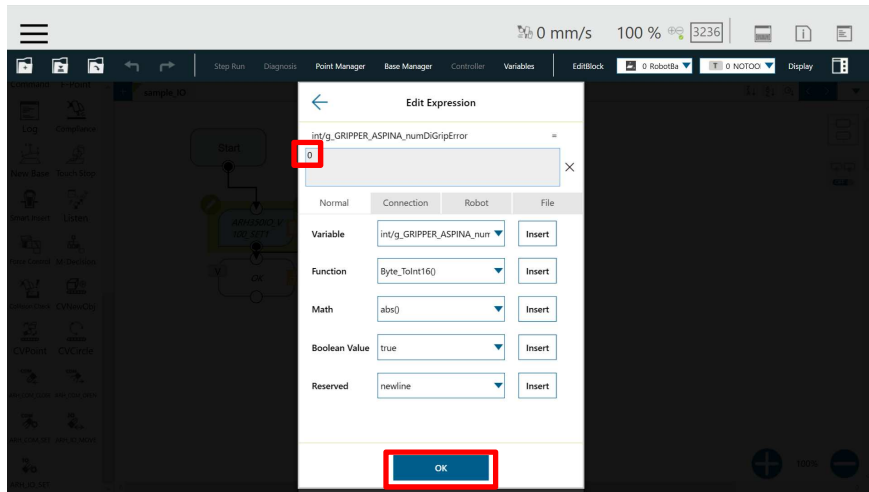 0 mm/s 100 % 3236
Step Run Diagnosis Point Manager Base Manager Controller Variables EditBlock 0 RobotBa T 0 NOTOO Display
sample_IO
Edit Expression
int/g_GRIPPER_ASPINA_numDiGripError =
0
Normal Connection Robot File
Variable int/g_GRIPPER_ASPINA_num Insert
Function Byte_ToInt16() Insert
Math abs() Insert
Boolean Value true Insert
Reserved newline Insert
OK
Start
OK
Log Compliance
New Base Touch Stop
Smart Insert Listen
CVNewObj
CVPoint CVCircle
100%